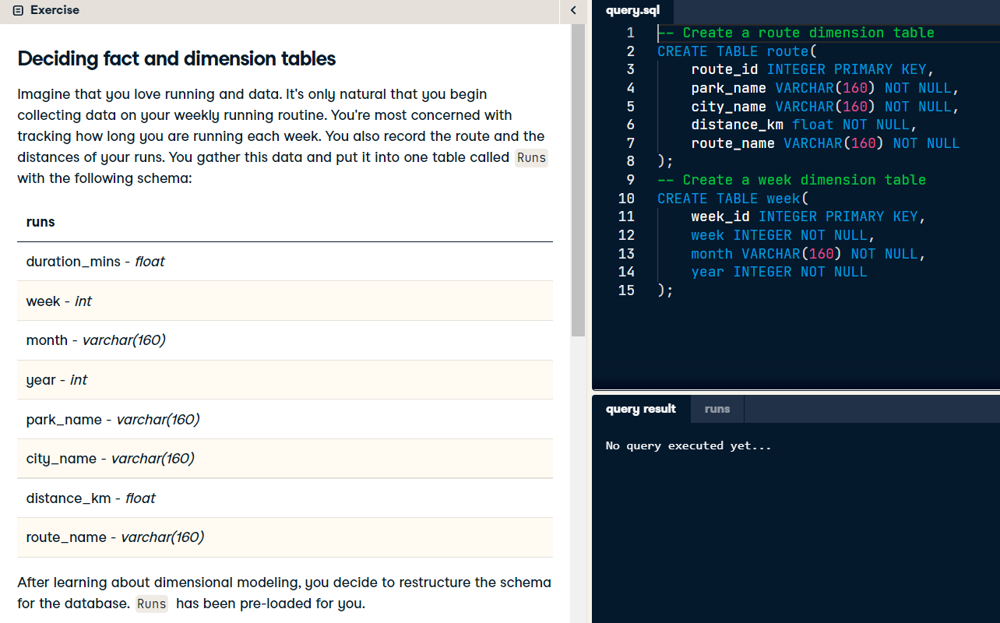 Exercise
Deciding fact and dimension tables
Imagine that you love running and data. It's only natural that you begin
collecting data on your weekly running routine. You're most concerned with
tracking how long you are running each week. You also record the route and the
distances of your runs. You gather this data and put it into one table called Runs
with the following schema:
runs
duration_mins - float
week - int
month - varchar(160)
year - int
park_name - varchar(160)
city_name - varchar(160)
distance_km - float
route_name - varchar(160)
After learning about dimensional modeling, you decide to restructure the schema
for the database. Runs has been pre-loaded for you.
query.sql
1 -- Create a route dimension table
2 CREATE TABLE route(
3     route_id INTEGER PRIMARY KEY,
4     park_name VARCHAR(160) NOT NULL,
5     city_name VARCHAR(160) NOT NULL,
6     distance_km float NOT NULL,
7     route_name VARCHAR(160) NOT NULL
8 );
9 -- Create a week dimension table
10 CREATE TABLE week(
11     week_id INTEGER PRIMARY KEY,
12     week INTEGER NOT NULL,
13     month VARCHAR(160) NOT NULL,
14     year INTEGER NOT NULL
15 );
query result runs
No query executed yet...